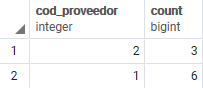 cod_proveedor count
integer bigint
1 2 3
2 1 6